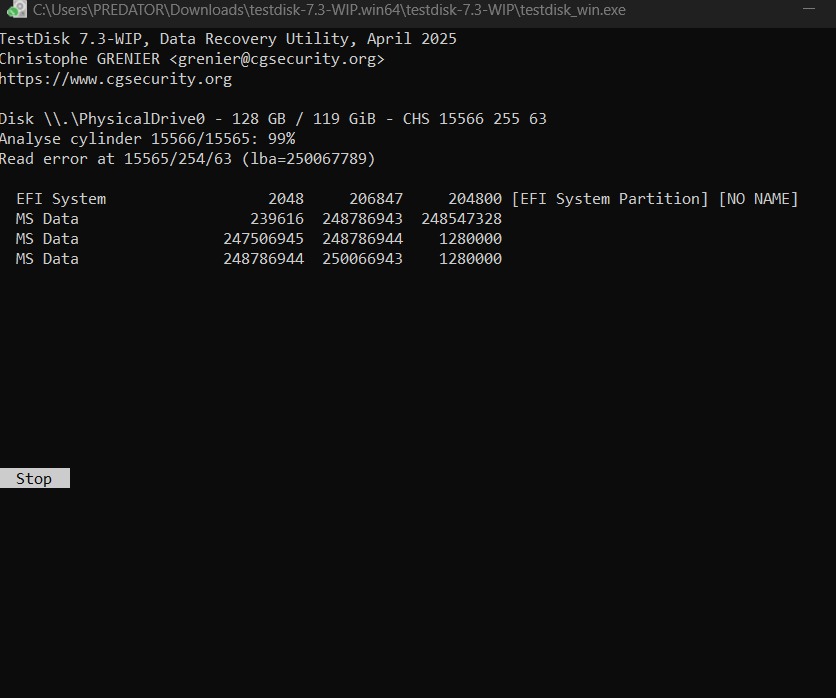 C:\Users\PREDATOR\Downloads\testdisk-7.3-WIP.win64\testdisk-7.3-WIP\testdisk_win.exe
TestDisk 7.3-WIP, Data Recovery Utility, April 2025
Christophe GRENIER <grenier@cgsecurity.org>
https://www.cgsecurity.org
Disk \\.\PhysicalDrive0 - 128 GB / 119 GiB - CHS 15566 255 63
Analyse cylinder 15566/15565: 99%
Read error at 15565/254/63 (lba=250067789)
EFI System 2048 206847 204800 [EFI System Partition] [NO NAME]
MS Data 239616 248786943 248547328
MS Data 247506945 248786944 1280000
MS Data 248786944 250066943 1280000
Stop